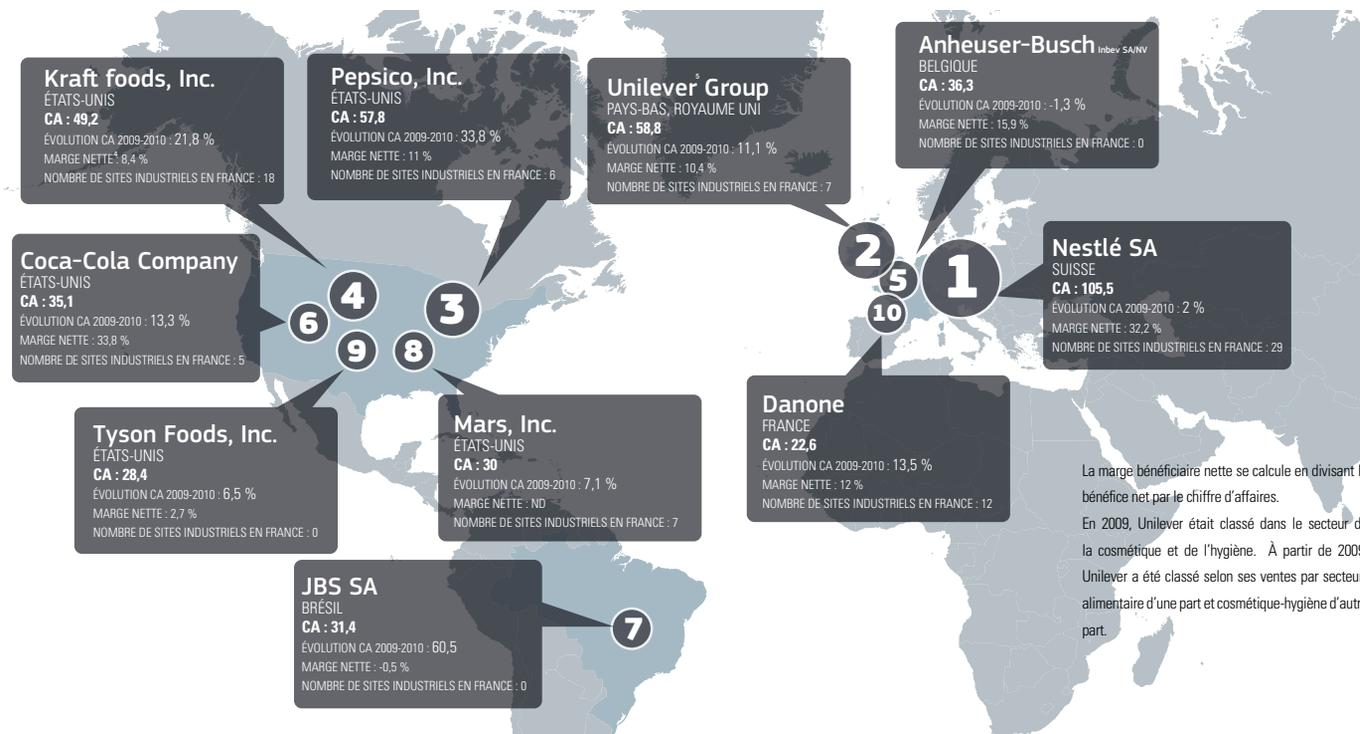 Kraft foods, Inc.
ÉTATS-UNIS
CA : 49,2
ÉVOLUTION CA 2009-2010 : 21,8 %
MARGE NETTE⁴: 8,4 %
NOMBRE DE SITES INDUSTRIELS EN FRANCE : 18
Pepsico, Inc.
ÉTATS-UNIS
CA : 57,8
ÉVOLUTION CA 2009-2010 : 33,8 %
MARGE NETTE : 11 %
NOMBRE DE SITES INDUSTRIELS EN FRANCE : 6
Unilever⁵ Group
PAYS-BAS, ROYAUME UNI
CA : 58,8
ÉVOLUTION CA 2009-2010 : 11,1 %
MARGE NETTE : 10,4 %
NOMBRE DE SITES INDUSTRIELS EN FRANCE : 7
Anheuser-Busch Inbev SA/NV
BELGIQUE
CA : 36,3
ÉVOLUTION CA 2009-2010 : -1,3 %
MARGE NETTE : 15,9 %
NOMBRE DE SITES INDUSTRIELS EN FRANCE : 0
Coca-Cola Company
ÉTATS-UNIS
CA : 35,1
ÉVOLUTION CA 2009-2010 : 13,3 %
MARGE NETTE : 33,8 %
NOMBRE DE SITES INDUSTRIELS EN FRANCE : 5
4
3
6
9
8
2
5
1
10
Nestlé SA
SUISSE
CA : 105,5
ÉVOLUTION CA 2009-2010 : 2 %
MARGE NETTE : 32,2 %
NOMBRE DE SITES INDUSTRIELS EN FRANCE : 29
Tyson Foods, Inc.
ÉTATS-UNIS
CA : 28,4
ÉVOLUTION CA 2009-2010 : 6,5 %
MARGE NETTE : 2,7 %
NOMBRE DE SITES INDUSTRIELS EN FRANCE : 0
Mars, Inc.
ÉTATS-UNIS
CA : 30
ÉVOLUTION CA 2009-2010 : 7,1 %
MARGE NETTE : ND
NOMBRE DE SITES INDUSTRIELS EN FRANCE : 7
Danone
FRANCE
CA : 22,6
ÉVOLUTION CA 2009-2010 : 13,5 %
MARGE NETTE : 12 %
NOMBRE DE SITES INDUSTRIELS EN FRANCE : 12
JBS SA
BRÉSIL
CA : 31,4
ÉVOLUTION CA 2009-2010 : 60,5
MARGE NETTE : -0,5 %
NOMBRE DE SITES INDUSTRIELS EN FRANCE : 0
7
La marge bénéficiaire nette se calcule en divisant
bénéfice net par le chiffre d'affaires.
En 2009, Unilever était classé dans le secteur
la cosmétique et de l'hygiène. À partir de 2009
Unilever a été classé selon ses ventes par secteur
alimentaire d'une part et cosmétique-hygiène
part.